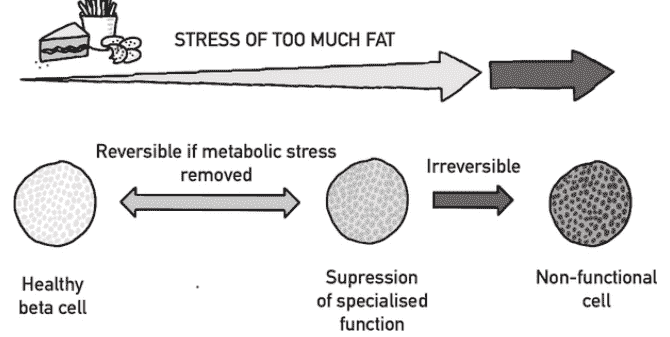 STRESS OF TOO MUCH FAT
Reversible if metabolic stress
removed
Irreversible
Healthy
beta cell
Supression
of specialised
function
Non-functional
cell